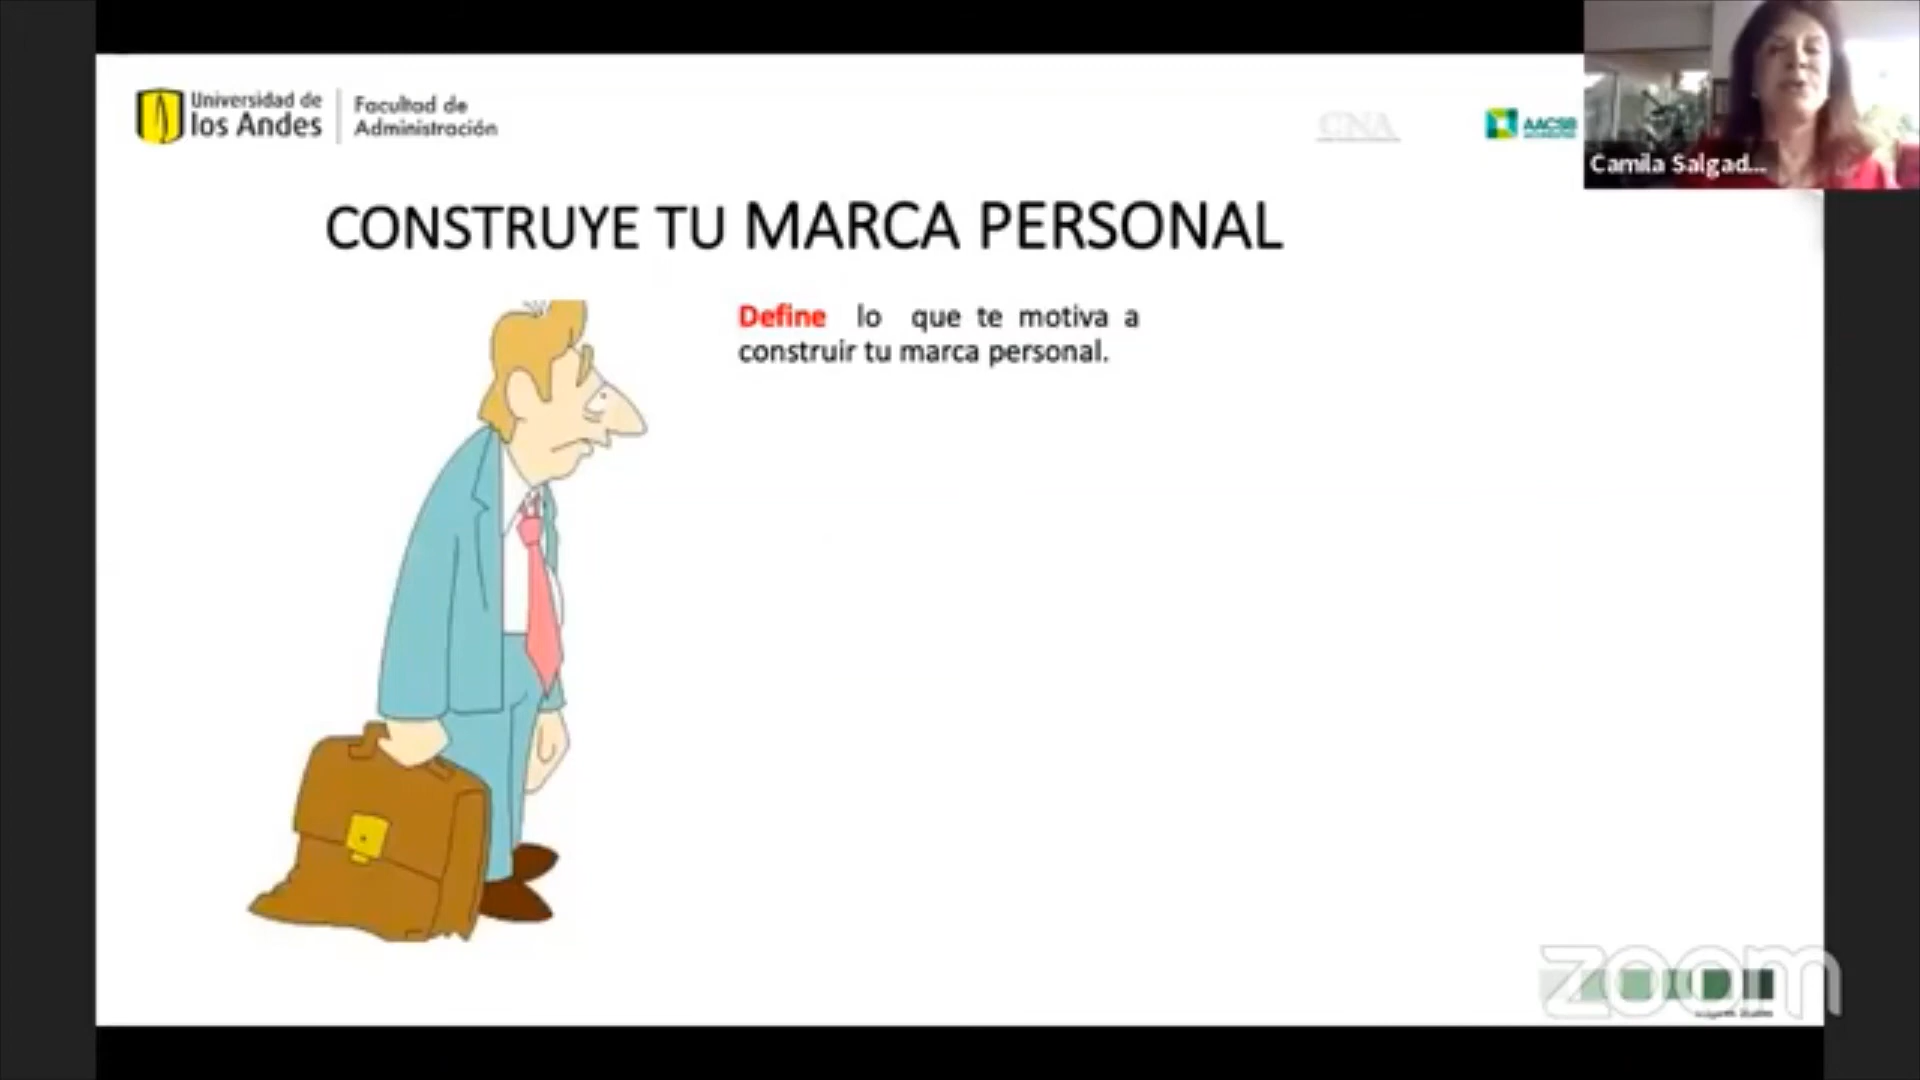 Universidad de
los Andes
Facultad de
Administración
CNA
AACSB
ACCREDITED
Camila Salgad...
CONSTRUYE TU MARCA PERSONAL
Define lo que te motiva a
construir tu marca personal.
zoom